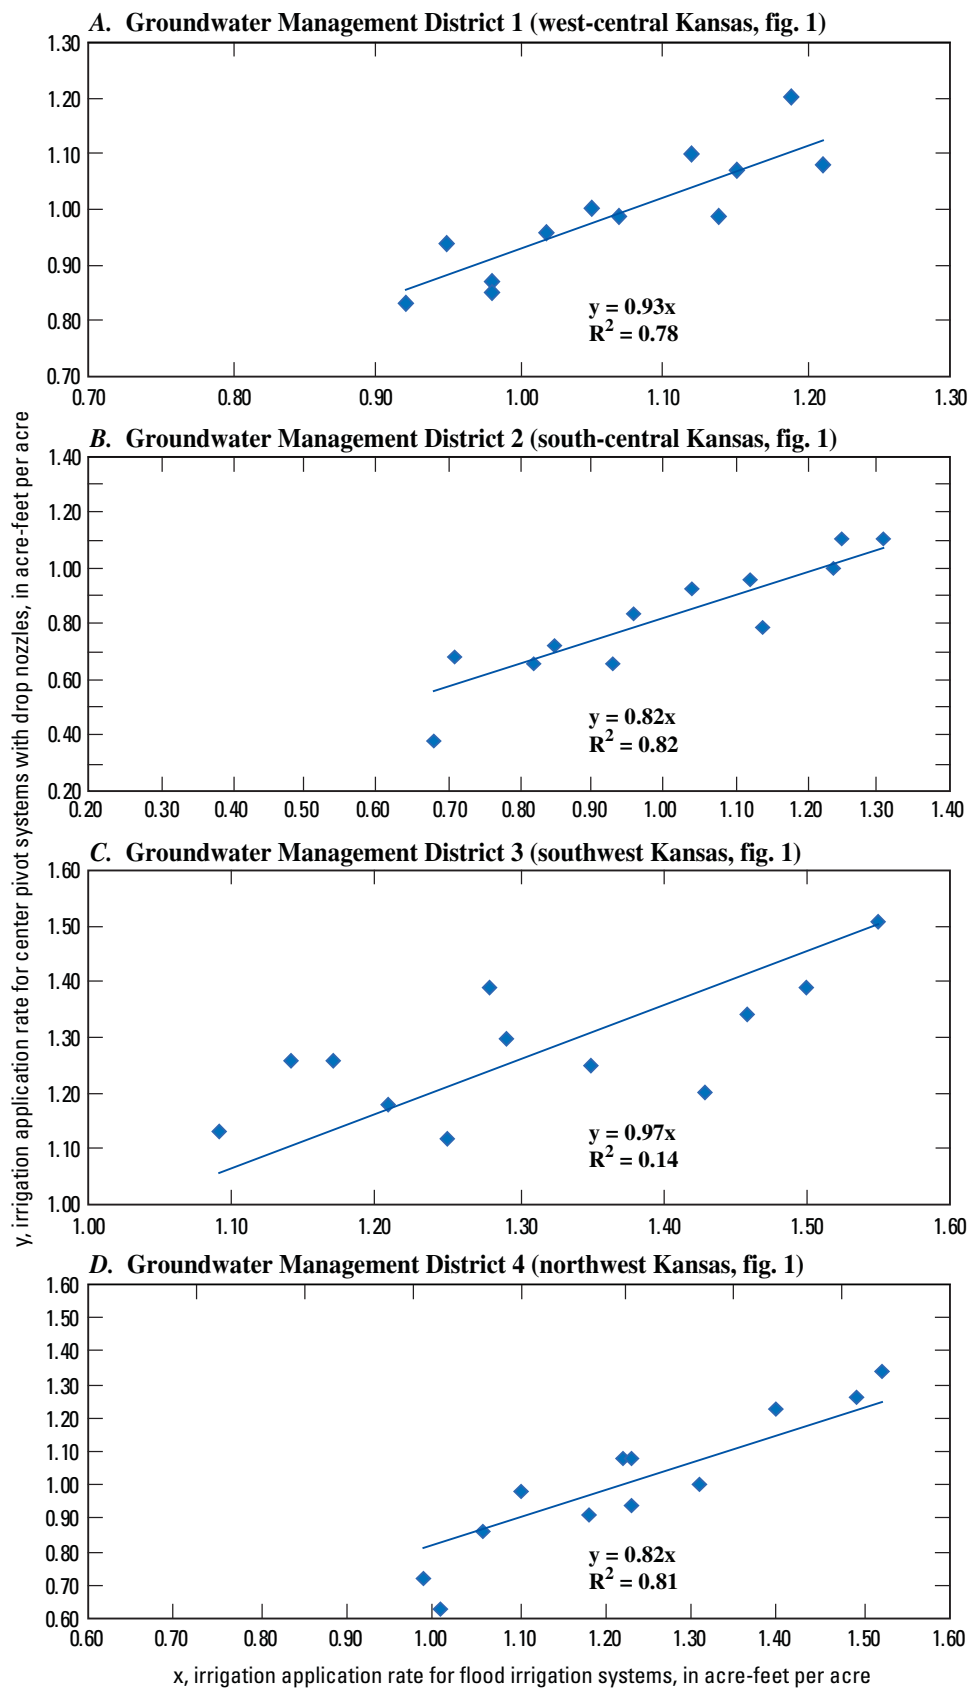 A. Groundwater Management District 1 (west-central Kansas, fig. 1)
1.30
1.20
1.10
1.00
0.90
0.80
0.70
y = 0.93x
R² = 0.78
0.70 0.80 0.90 1.00 1.10 1.20 1.30
B. Groundwater Management District 2 (south-central Kansas, fig. 1)
1.40
1.20
1.00
0.80
0.60
0.40
0.20
y = 0.82x
R² = 0.82
0.20 0.30 0.40 0.50 0.60 0.70 0.80 0.90 1.00 1.10 1.20 1.30 1.40
C. Groundwater Management District 3 (southwest Kansas, fig. 1)
1.60
1.50
1.40
1.30
1.20
1.10
1.00
y = 0.97x
R² = 0.14
1.00 1.10 1.20 1.30 1.40 1.50 1.60
D. Groundwater Management District 4 (northwest Kansas, fig. 1)
1.60
1.50
1.40
1.30
1.20
1.10
1.00
0.90
0.80
0.70
0.60
y = 0.82x
R² = 0.81
0.60 0.70 0.80 0.90 1.00 1.10 1.20 1.30 1.40 1.50 1.60
y, irrigation application rate for center pivot systems with drop nozzles, in acre-feet per acre
x, irrigation application rate for flood irrigation systems, in acre-feet per acre